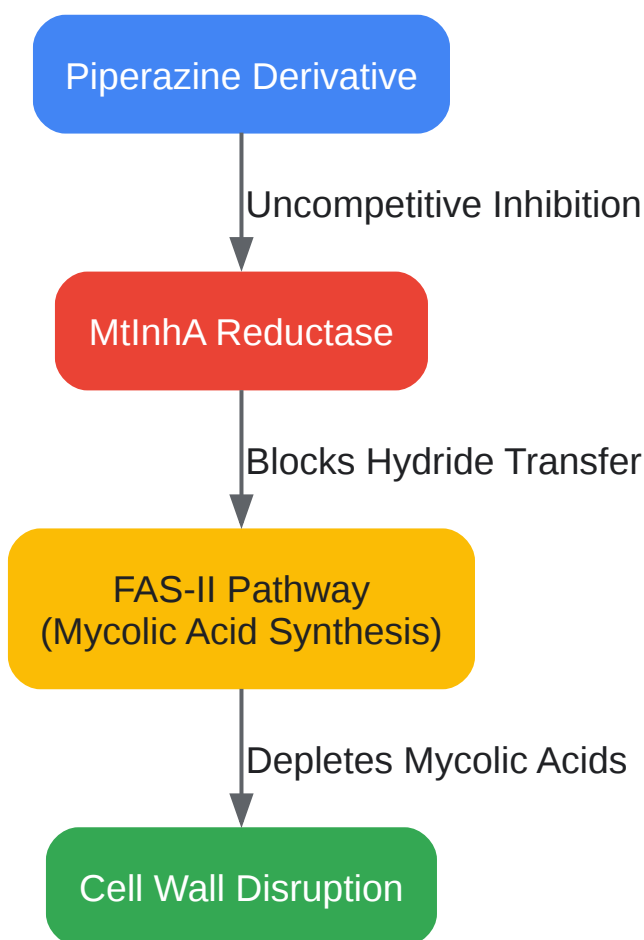 Piperazine Derivative
Uncompetitive Inhibition
MtInhA Reductase
Blocks Hydride Transfer
FAS-II Pathway
(Mycolic Acid Synthesis)
Depletes Mycolic Acids
Cell Wall Disruption